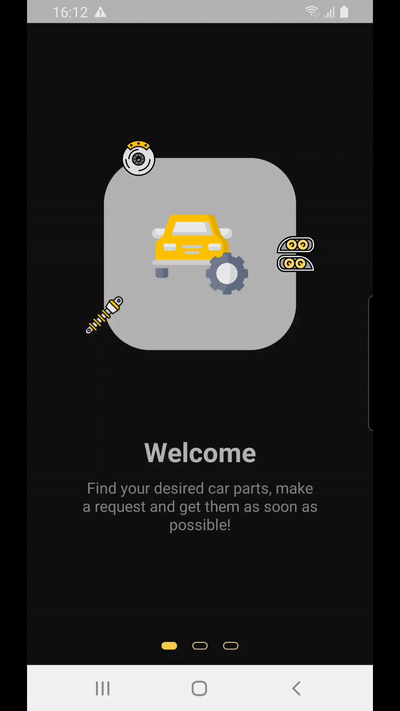 16:12
Welcome
Find your desired car parts, make
a request and get them as soon as
possible!